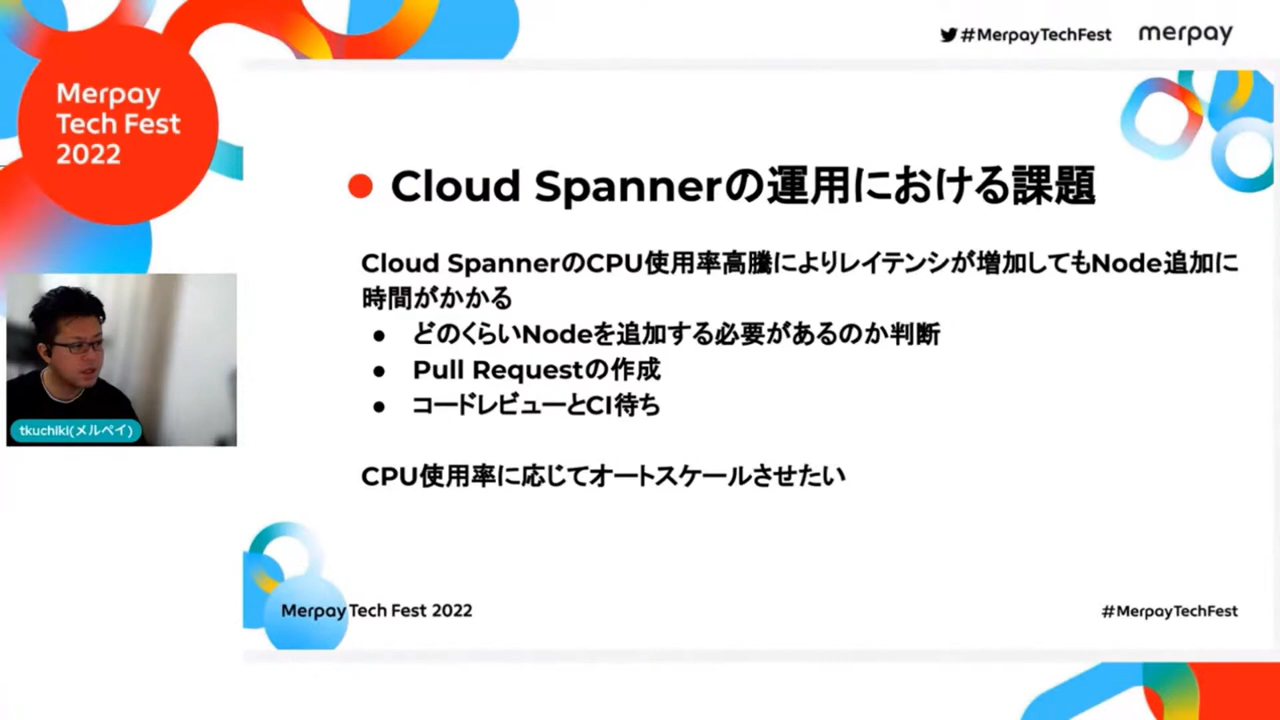 #MerpayTechFest
merpay
Merpay
Tech Fest
2022
Cloud Spannerの運用における課題
Cloud SpannerのCPU使用率高騰によりレイテンシが増加してもNode追加に
時間がかかる
● どのくらいNodeを追加する必要があるのか判断
● Pull Requestの作成
● コードレビューとCI待ち
CPU使用率に応じてオートスケールさせたい
tkuchiki(メルペイ)
Merpay Tech Fest 2022
#MerpayTechFest